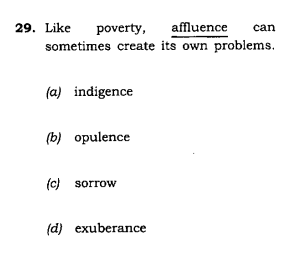 29. Like poverty, affluence can
sometimes create its own problems.
(a) indigence
(b) opulence
(c) sorrow
(d) exuberance